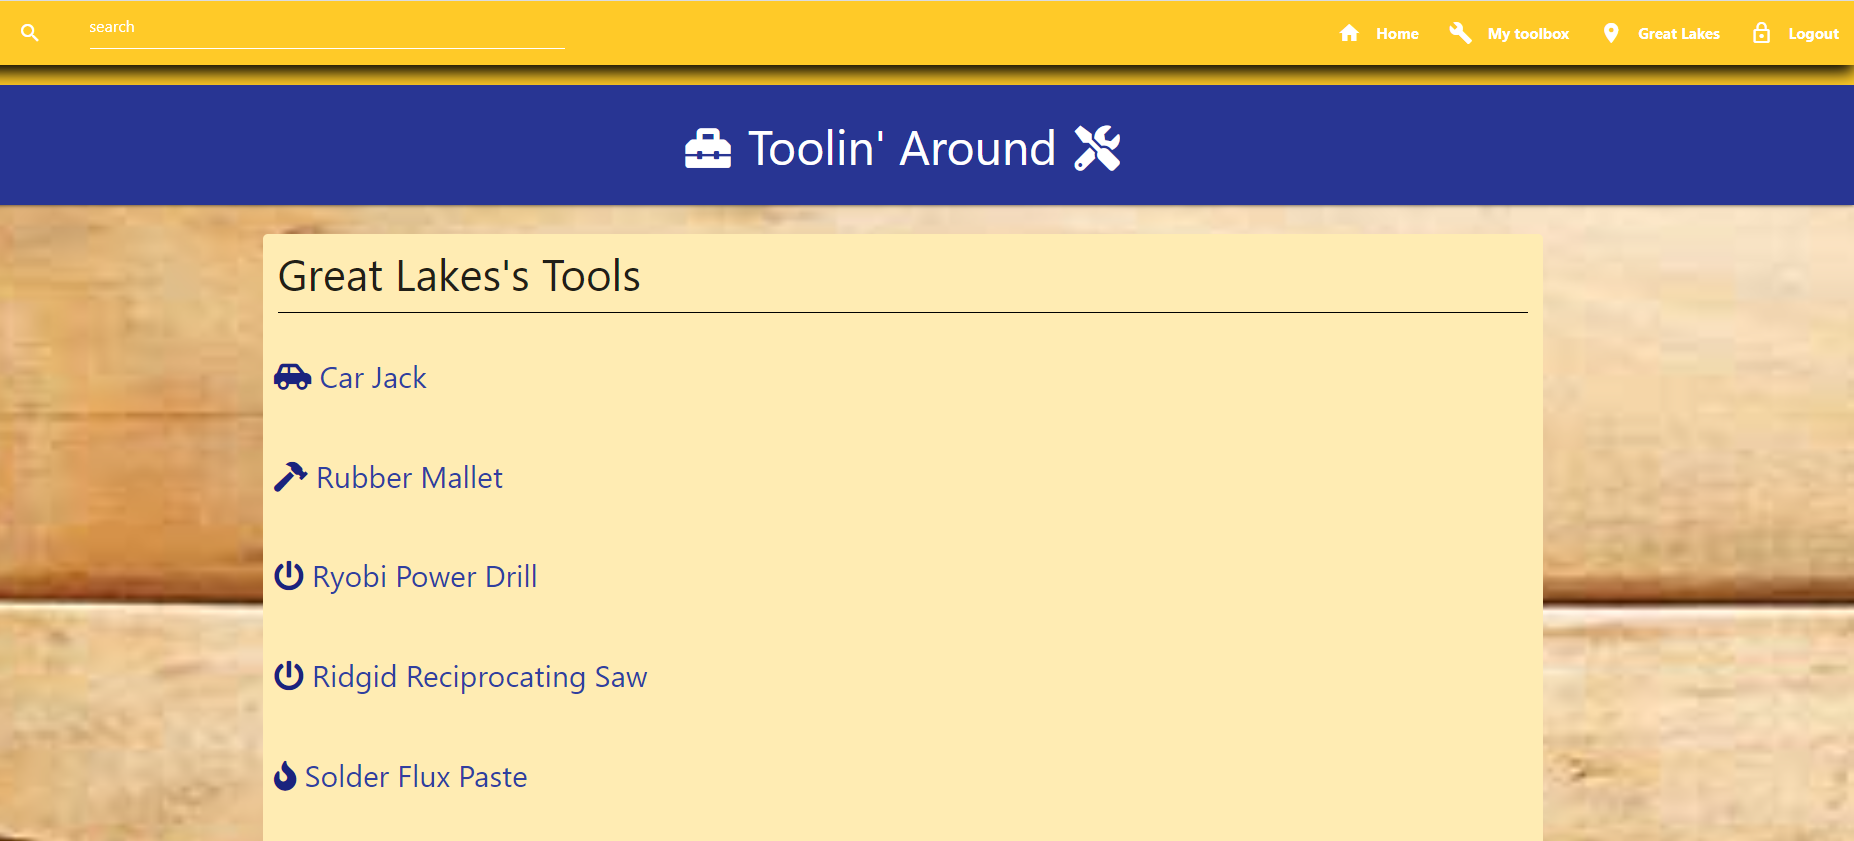 search
Home
My toolbox
Great Lakes
Logout
Toolin' Around
Great Lakes's Tools
Car Jack
Rubber Mallet
Ryobi Power Drill
Ridgid Reciprocating Saw
Solder Flux Paste